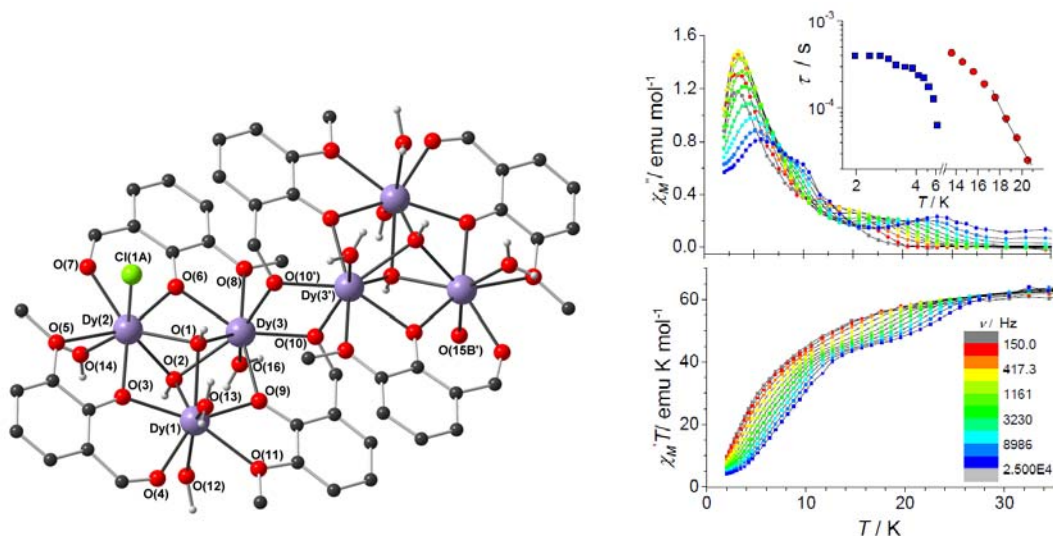 Cl(1A)
O(7)
O(6)
O(8)
O(10')
Dy(3')
O(5)
Dy(2)
O(1)
Dy(3)
O(10)
O(15B')
O(14)
O(2)
O(16)
O(3)
O(13)
O(9)
Dy(1)
O(4)
O(12)
O(11)
1.6
1.2
0.8
0.4
0.0
χM''/ emu mol-1
10-3
10-4
τ / s
2 4 6 14 16 18 20
T / K
60
40
20
0
χM'T/ emu K mol-1
ν / Hz
150.0
417.3
1161
3230
8986
2.500E4
0 10 20 30
T / K